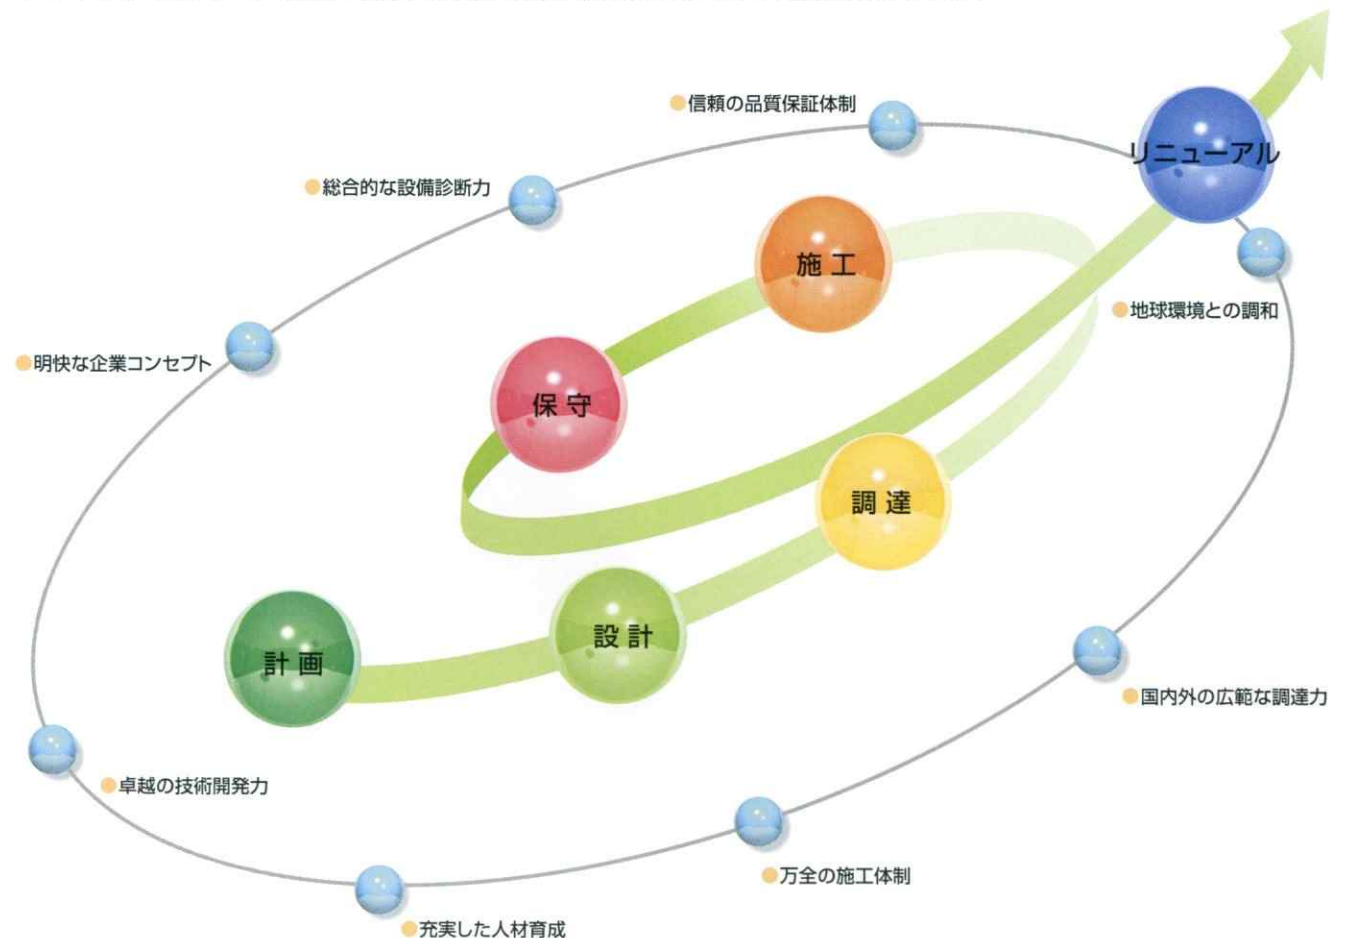 ●信頼の品質保証体制
リニューアル
●総合的な設備診断力
施工
●地球環境との調和
●明快な企業コンセプト
保守
調達
設計
計画
●国内外の広範な調達力
●卓越の技術開発力
●万全の施工体制
●充実した人材育成